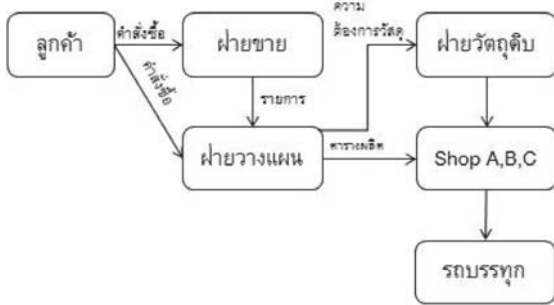 ความ
ลูกค้า
คำสั่งซื้อ
ฝ่ายขาย
ต้องการวัสดุ
ฝ่ายวัตถุดิบ
คำสั่งซื้อ
รายการ
ฝ่ายวางแผน
ตารางผลิต
Shop A,B,C
รถบรรทุก